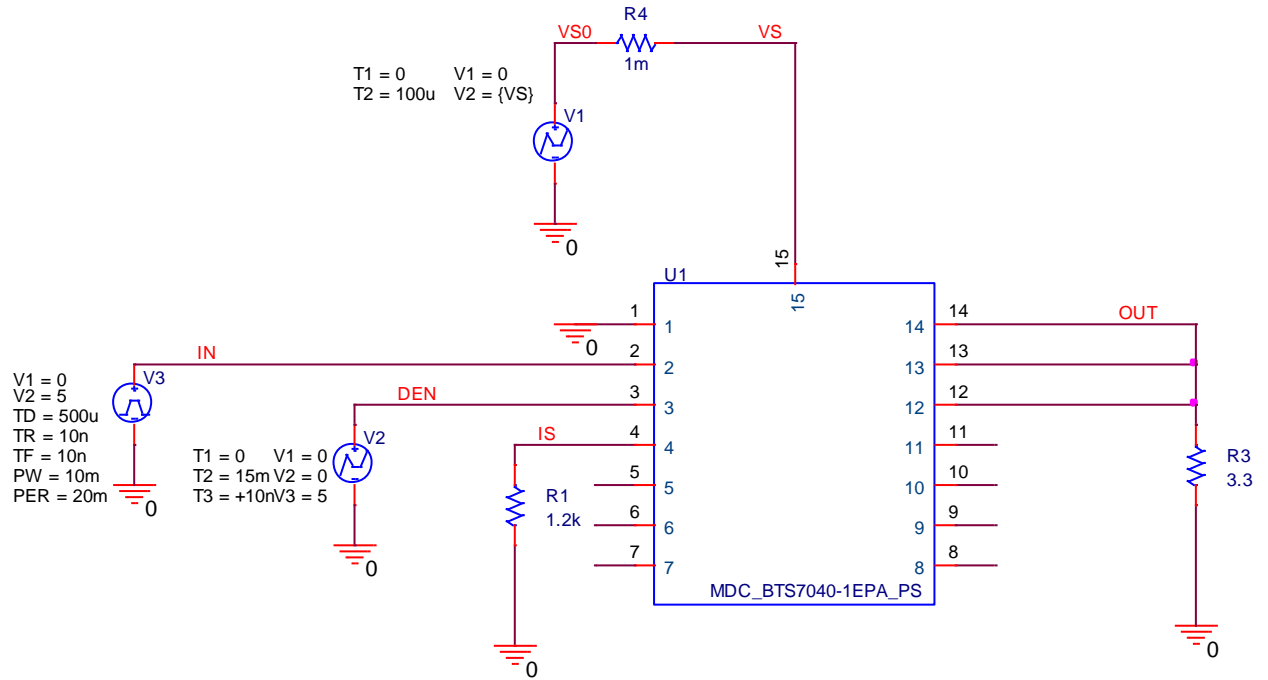 R4
VS0
VS
1m
T1 = 0 V1 = 0
T2 = 100u V2 = {VS}
V1
0
15
U1
15
1
1
0
14
14
OUT
IN
2
2
13
13
V3
V1 = 0
V2 = 5
TD = 500u
TR = 10n
TF = 10n
PW = 10m
PER = 20m
0
DEN
3
3
12
12
V2
T1 = 0 V1 = 0
T2 = 15m V2 = 0
T3 = +10n V3 = 5
0
IS
4
4
11
11
R1
1.2k
0
5
5
10
10
6
6
9
9
7
7
8
8
R3
3.3
0
MDC_BTS7040-1EPA_PS